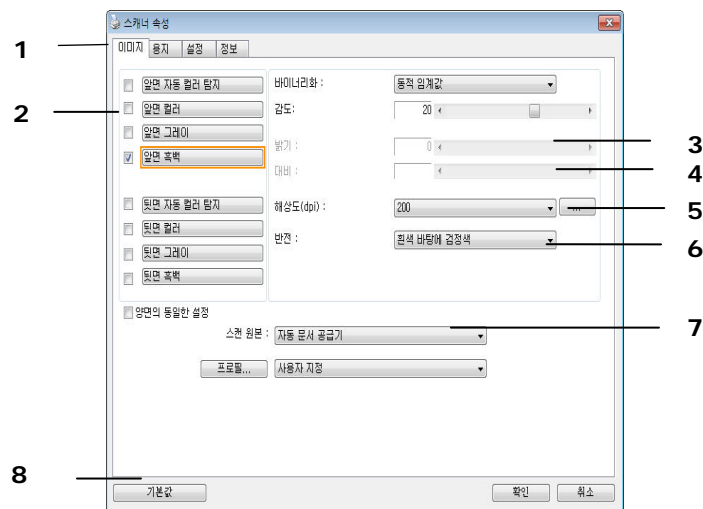 스캐너 속성
1
이미지 용지 설정 정보
2
앞면 자동 컬러 탐지
앞면 컬러
앞면 그레이
앞면 흑백
뒷면 자동 컬러 탐지
뒷면 컬러
뒷면 그레이
뒷면 흑백
바이너리화 : 동적 임계값
감도: 20
밝기 : 0
3
대비 :
4
해상도(dpi) : 200 ...
5
반전 : 흰색 바탕에 검정색
6
양면의 동일한 설정
스캔 원본 : 자동 문서 공급기
7
프로필... 사용자 지정
8
기본값 확인 취소